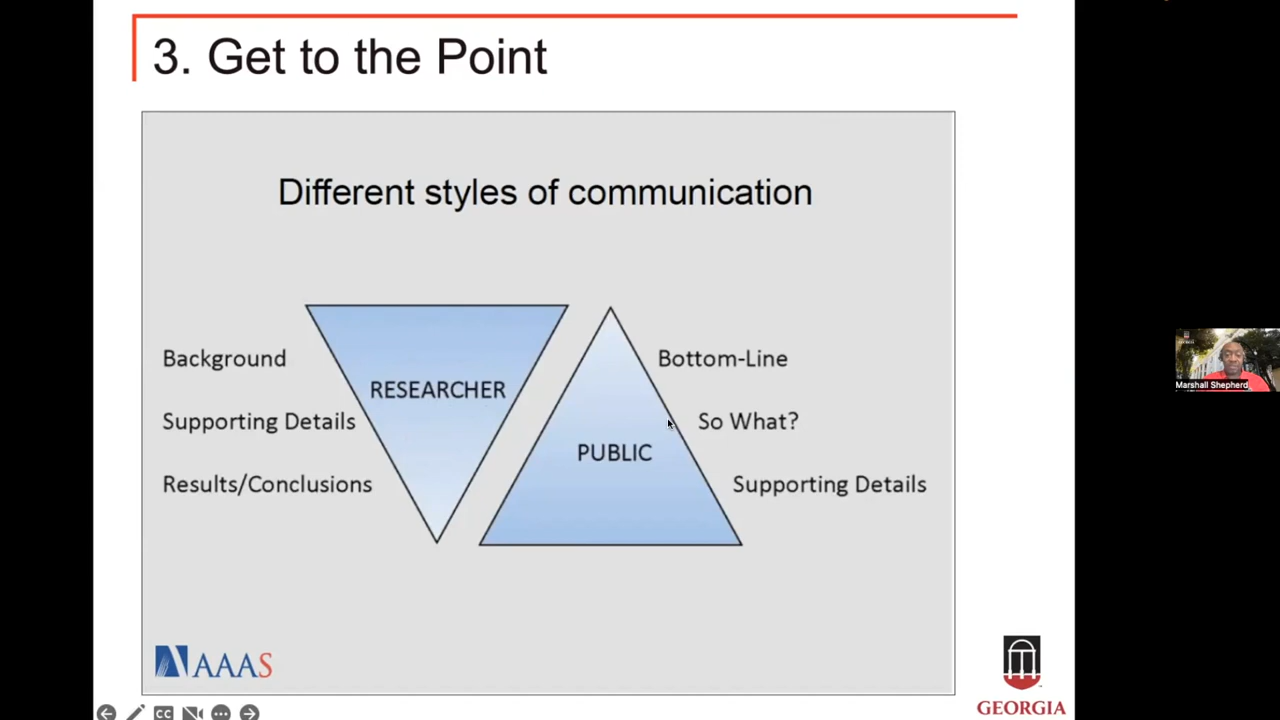 3. Get to the Point
Different styles of communication
Background
Supporting Details
Results/Conclusions
RESEARCHER
PUBLIC
Bottom-Line
So What?
Supporting Details
AAAS
GEORGIA
Marshall Shepherd
CC